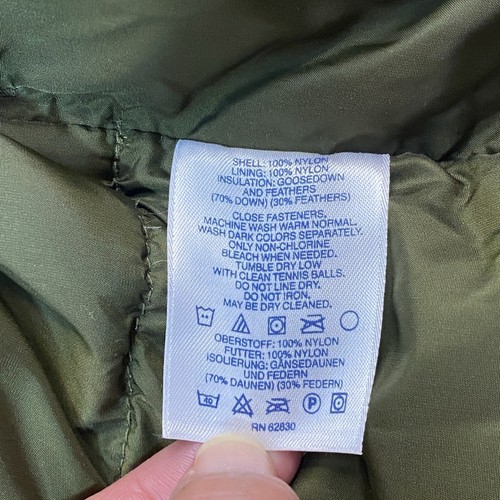 SHELL: 100% NYLON
LINING: 100% NYLON
INSULATION: GOOSEDOWN
AND FEATHERS
(70% DOWN) (30% FEATHERS)
CLOSE FASTENERS.
MACHINE WASH WARM NORMAL.
WASH DARK COLORS SEPARATELY.
ONLY NON-CHLORINE
BLEACH WHEN NEEDED.
TUMBLE DRY LOW
WITH CLEAN TENNIS BALLS.
DO NOT LINE DRY.
DO NOT IRON.
MAY BE DRY CLEANED.
OBERSTOFF: 100% NYLON
FUTTER: 100% NYLON
ISOLIERUNG: GÄNSEDAUNEN
UND FEDERN
(70% DAUNEN) (30% FEDERN)
40 P
RN 62830